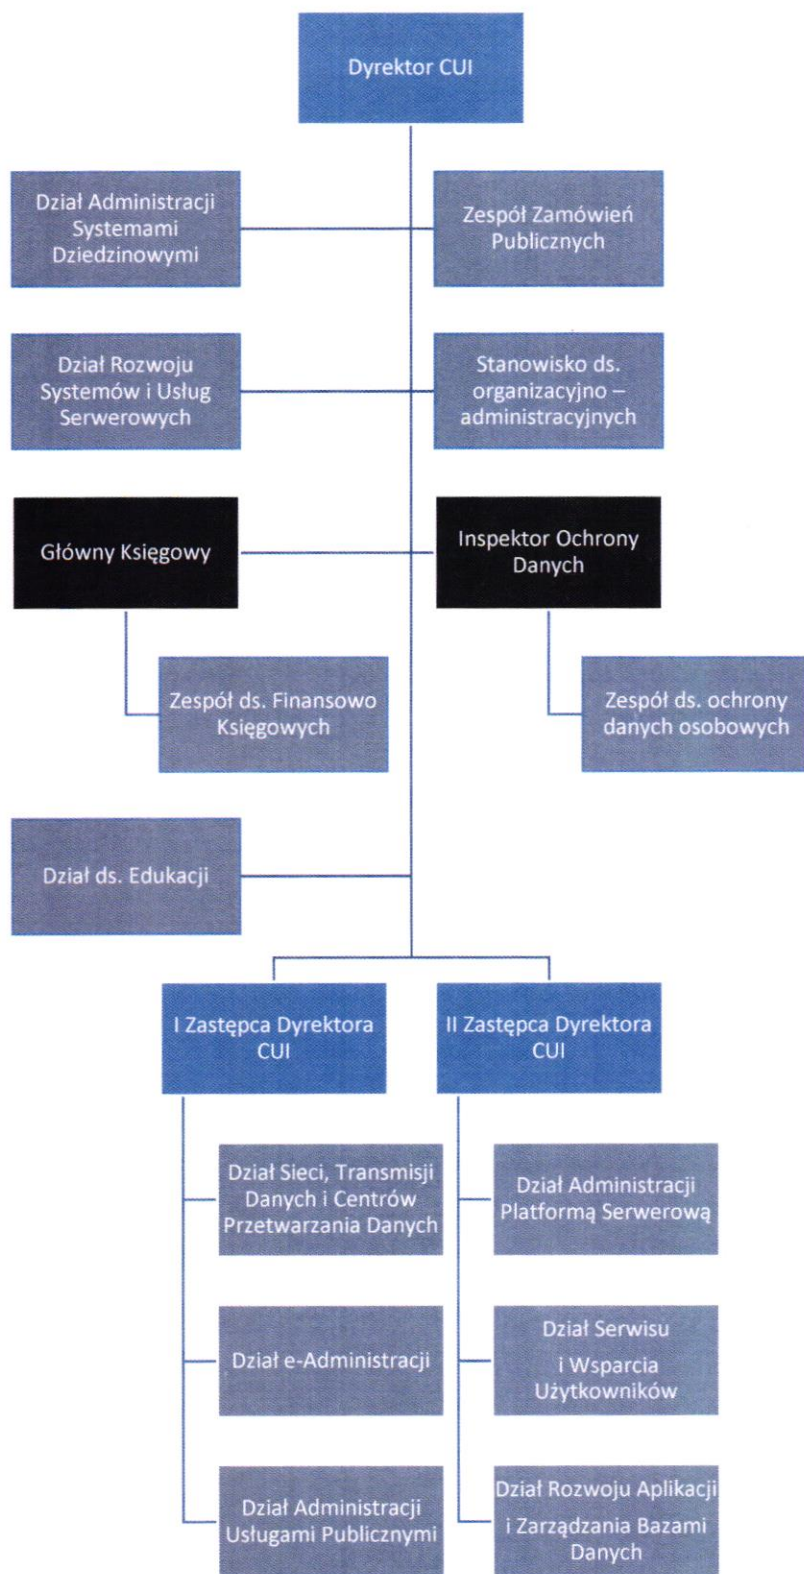 Dyrektor CUI
Dział Administracji
Systemami
Dziedzinowymi
Zespół Zamówień
Publicznych
Dział Rozwoju
Systemów i Usług
Serwerowych
Stanowisko ds.
organizacyjno –
administracyjnych
Główny Księgowy
Inspektor Ochrony
Danych
Zespół ds. Finansowo
Księgowych
Zespół ds. ochrony
danych osobowych
Dział ds. Edukacji
I Zastępca Dyrektora
CUI
II Zastępca Dyrektora
CUI
Dział Sieci, Transmisji
Danych i Centrów
Przetwarzania Danych
Dział Administracji
Platformą Serwerową
Dział e-Administracji
Dział Serwisu
i Wsparcia
Użytkowników
Dział Administracji
Usługami Publicznymi
Dział Rozwoju Aplikacji
i Zarządzania Bazami
Danych